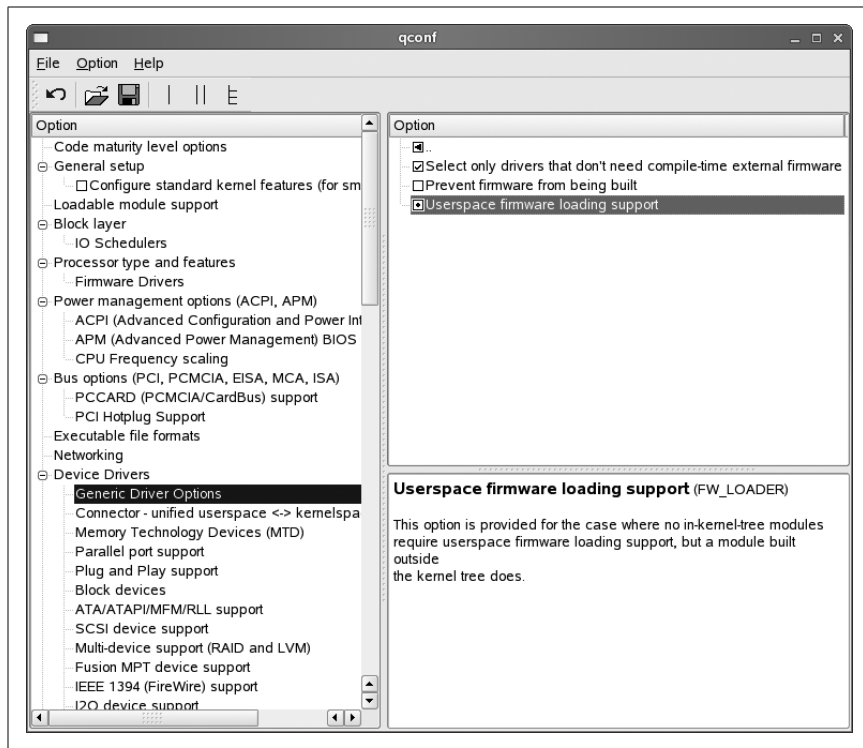 qconf
File Option Help
Option
Code maturity level options
General setup
Configure standard kernel features (for sm
Loadable module support
Block layer
IO Schedulers
Processor type and features
Firmware Drivers
Power management options (ACPI, APM)
ACPI (Advanced Configuration and Power Int
APM (Advanced Power Management) BIOS
CPU Frequency scaling
Bus options (PCI, PCMCIA, EISA, MCA, ISA)
PCCARD (PCMCIA/CardBus) support
PCI Hotplug Support
Executable file formats
Networking
Device Drivers
Generic Driver Options
Connector - unified userspace <-> kernelspa
Memory Technology Devices (MTD)
Parallel port support
Plug and Play support
Block devices
ATA/ATAPI/MFM/RLL support
SCSI device support
Multi-device support (RAID and LVM)
Fusion MPT device support
IEEE 1394 (FireWire) support
I2O device support
Option
..
Select only drivers that don't need compile-time external firmware
Prevent firmware from being built
Userspace firmware loading support
Userspace firmware loading support (FW_LOADER)
This option is provided for the case where no in-kernel-tree modules
require userspace firmware loading support, but a module built
outside
the kernel tree does.